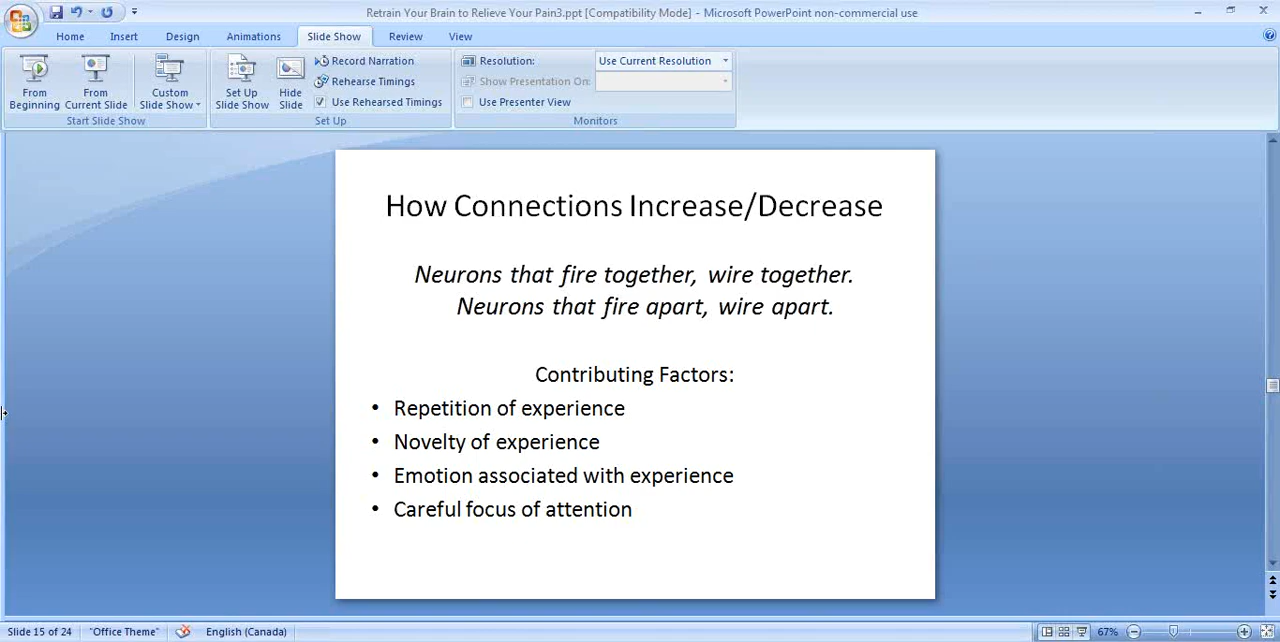 Retrain Your Brain to Relieve Your Pain3.ppt [Compatibility Mode] - Microsoft PowerPoint non-commercial use
Home Insert Design Animations Slide Show Review View
From Beginning
From Current Slide
Custom Slide Show
Start Slide Show
Set Up Slide Show
Hide Slide
Record Narration
Rehearse Timings
Use Rehearsed Timings
Set Up
Resolution: Use Current Resolution
Show Presentation On:
Use Presenter View
Monitors
How Connections Increase/Decrease
Neurons that fire together, wire together.
Neurons that fire apart, wire apart.
Contributing Factors:
• Repetition of experience
• Novelty of experience
• Emotion associated with experience
• Careful focus of attention
Slide 15 of 24 "Office Theme" English (Canada) 67%